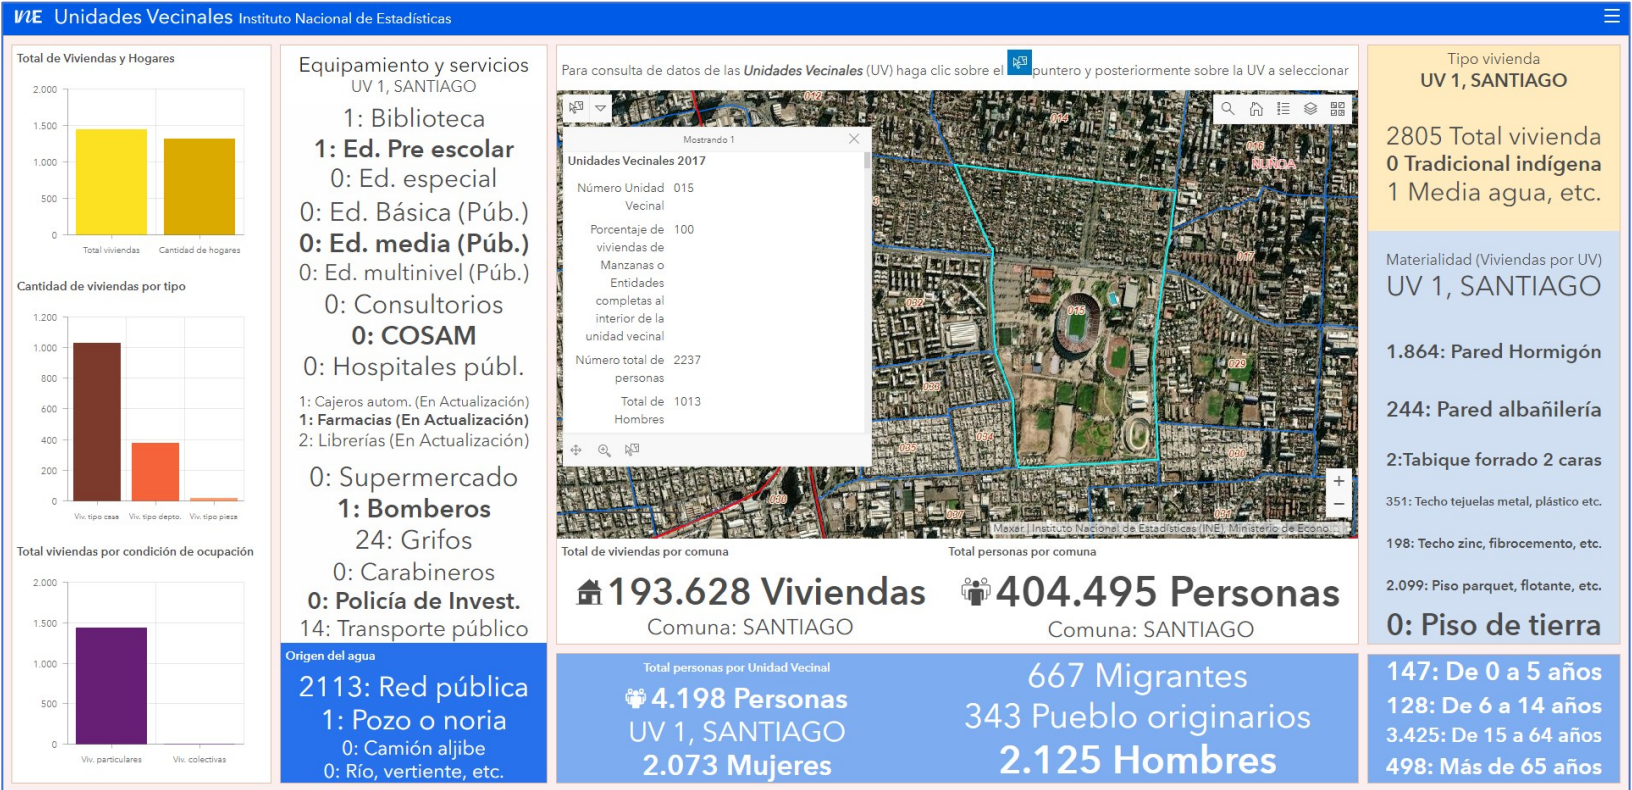 INE Unidades Vecinales Instituto Nacional de Estadísticas
Total de Viviendas y Hogares
2.000
1.500
1.000
500
0
Total viviendas
Cantidad de hogares
Cantidad de viviendas por tipo
1.200
1.000
800
600
400
200
0
Viv. tipo casa
Viv. tipo depto.
Viv. tipo pieza
Total viviendas por condición de ocupación
2.000
1.500
1.000
500
0
Viv. particulares
Viv. colectivas
Equipamiento y servicios
UV 1, SANTIAGO
1: Biblioteca
1: Ed. Pre escolar
0: Ed. especial
0: Ed. Básica (Púb.)
0: Ed. media (Púb.)
0: Ed. multinivel (Púb.)
0: Consultorios
0: COSAM
0: Hospitales públ.
1: Cajeros autom. (En Actualización)
1: Farmacias (En Actualización)
2: Librerías (En Actualización)
0: Supermercado
1: Bomberos
24: Grifos
0: Carabineros
0: Policía de Invest.
14: Transporte público
Origen del agua
2113: Red pública
1: Pozo o noria
0: Camión aljibe
0: Río, vertiente, etc.
Para consulta de datos de las Unidades Vecinales (UV) haga clic sobre el puntero y posteriormente sobre la UV a seleccionar
012
014
016
ÑUÑOA
017
032
015
033
029
034
035
030
030
037
031
Mostrando 1
Unidades Vecinales 2017
Número Unidad 015
Vecinal
Porcentaje de 100
viviendas de
Manzanas o
Entidades
completas al
interior de la
unidad vecinal
Número total de 2237
personas
Total de 1013
Hombres
+
−
Maxar | Instituto Nacional de Estadísticas (INE), Ministerio de Econo...
Total de viviendas por comuna
193.628 Viviendas
Comuna: SANTIAGO
Total personas por comuna
404.495 Personas
Comuna: SANTIAGO
Total personas por Unidad Vecinal
4.198 Personas
UV 1, SANTIAGO
2.073 Mujeres
667 Migrantes
343 Pueblo originarios
2.125 Hombres
Tipo vivienda
UV 1, SANTIAGO
2805 Total vivienda
0 Tradicional indígena
1 Media agua, etc.
Materialidad (Viviendas por UV)
UV 1, SANTIAGO
1.864: Pared Hormigón
244: Pared albañilería
2:Tabique forrado 2 caras
351: Techo tejuelas metal, plástico etc.
198: Techo zinc, fibrocemento, etc.
2.099: Piso parquet, flotante, etc.
0: Piso de tierra
147: De 0 a 5 años
128: De 6 a 14 años
3.425: De 15 a 64 años
498: Más de 65 años